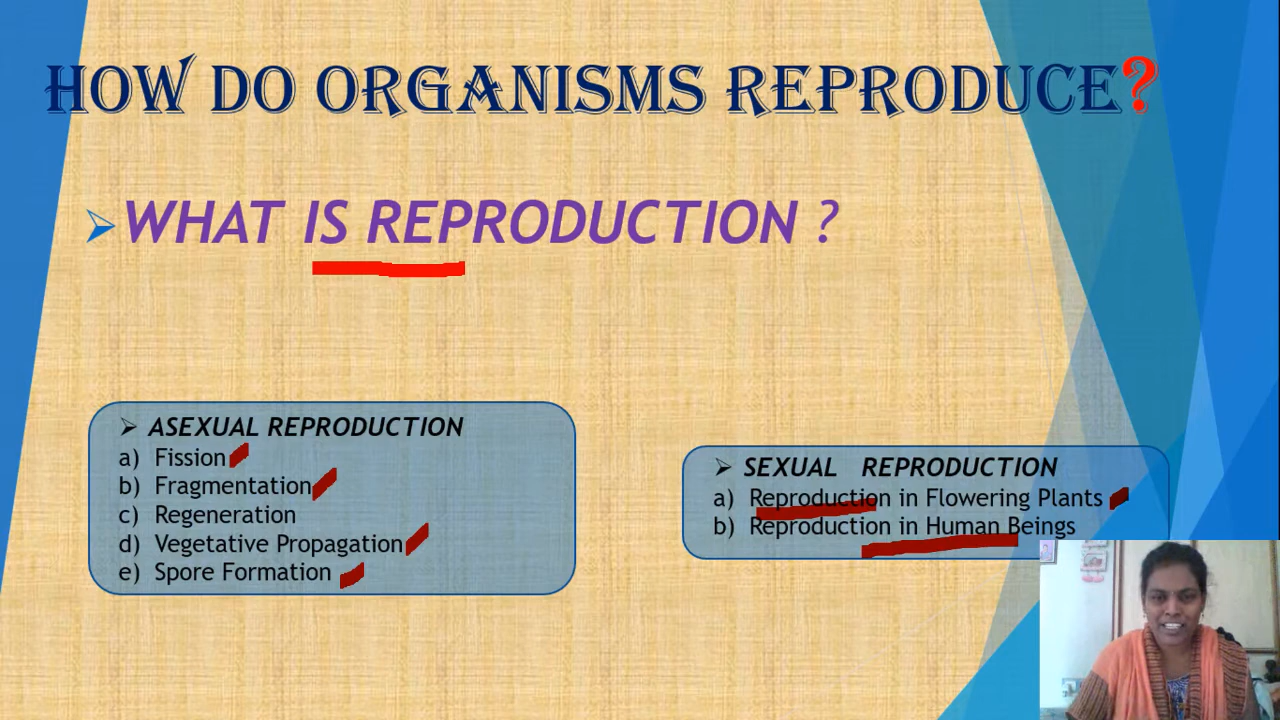 HOW DO ORGANISMS REPRODUCE?
➢ WHAT IS REPRODUCTION ?
➢ ASEXUAL REPRODUCTION
a) Fission
b) Fragmentation
c) Regeneration
d) Vegetative Propagation
e) Spore Formation
➢ SEXUAL REPRODUCTION
a) Reproduction in Flowering Plants
b) Reproduction in Human Beings